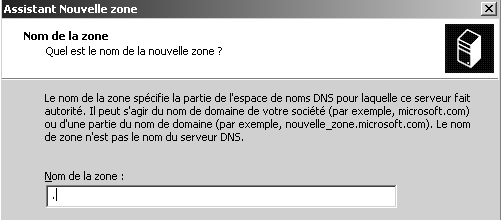 Assistant Nouvelle zone
Nom de la zone
Quel est le nom de la nouvelle zone ?
Le nom de la zone spécifie la partie de l'espace de noms DNS pour laquelle ce serveur fait
autorité. Il peut s'agir du nom de domaine de votre société (par exemple, microsoft.com)
ou d'une partie du nom de domaine (par exemple, nouvelle_zone.microsoft.com). Le nom
de zone n'est pas le nom du serveur DNS.
Nom de la zone :
.